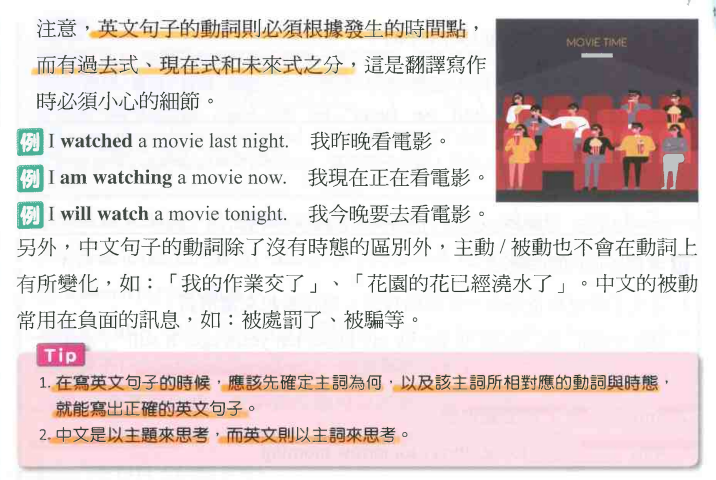 注意，英文句子的動詞則必須根據發生的時間點，
MOVIE TIME
而有過去式、現在式和未來式之分，這是翻譯寫作
時必須小心的細節。
例 I watched a movie last night. 我昨晚看電影。
例 I am watching a movie now. 我現在正在看電影。
例 I will watch a movie tonight. 我今晚要去看電影。
另外，中文句子的動詞除了沒有時態的區別外，主動 / 被動也不會在動詞上
有所變化，如：「我的作業交了」、「花園的花已經澆水了」。中文的被動
常用在負面的訊息，如：被處罰了、被騙等。
Tip
1. 在寫英文句子的時候，應該先確定主詞為何，以及該主詞所相對應的動詞與時態，
就能寫出正確的英文句子。
2. 中文是以主題來思考，而英文則以主詞來思考。